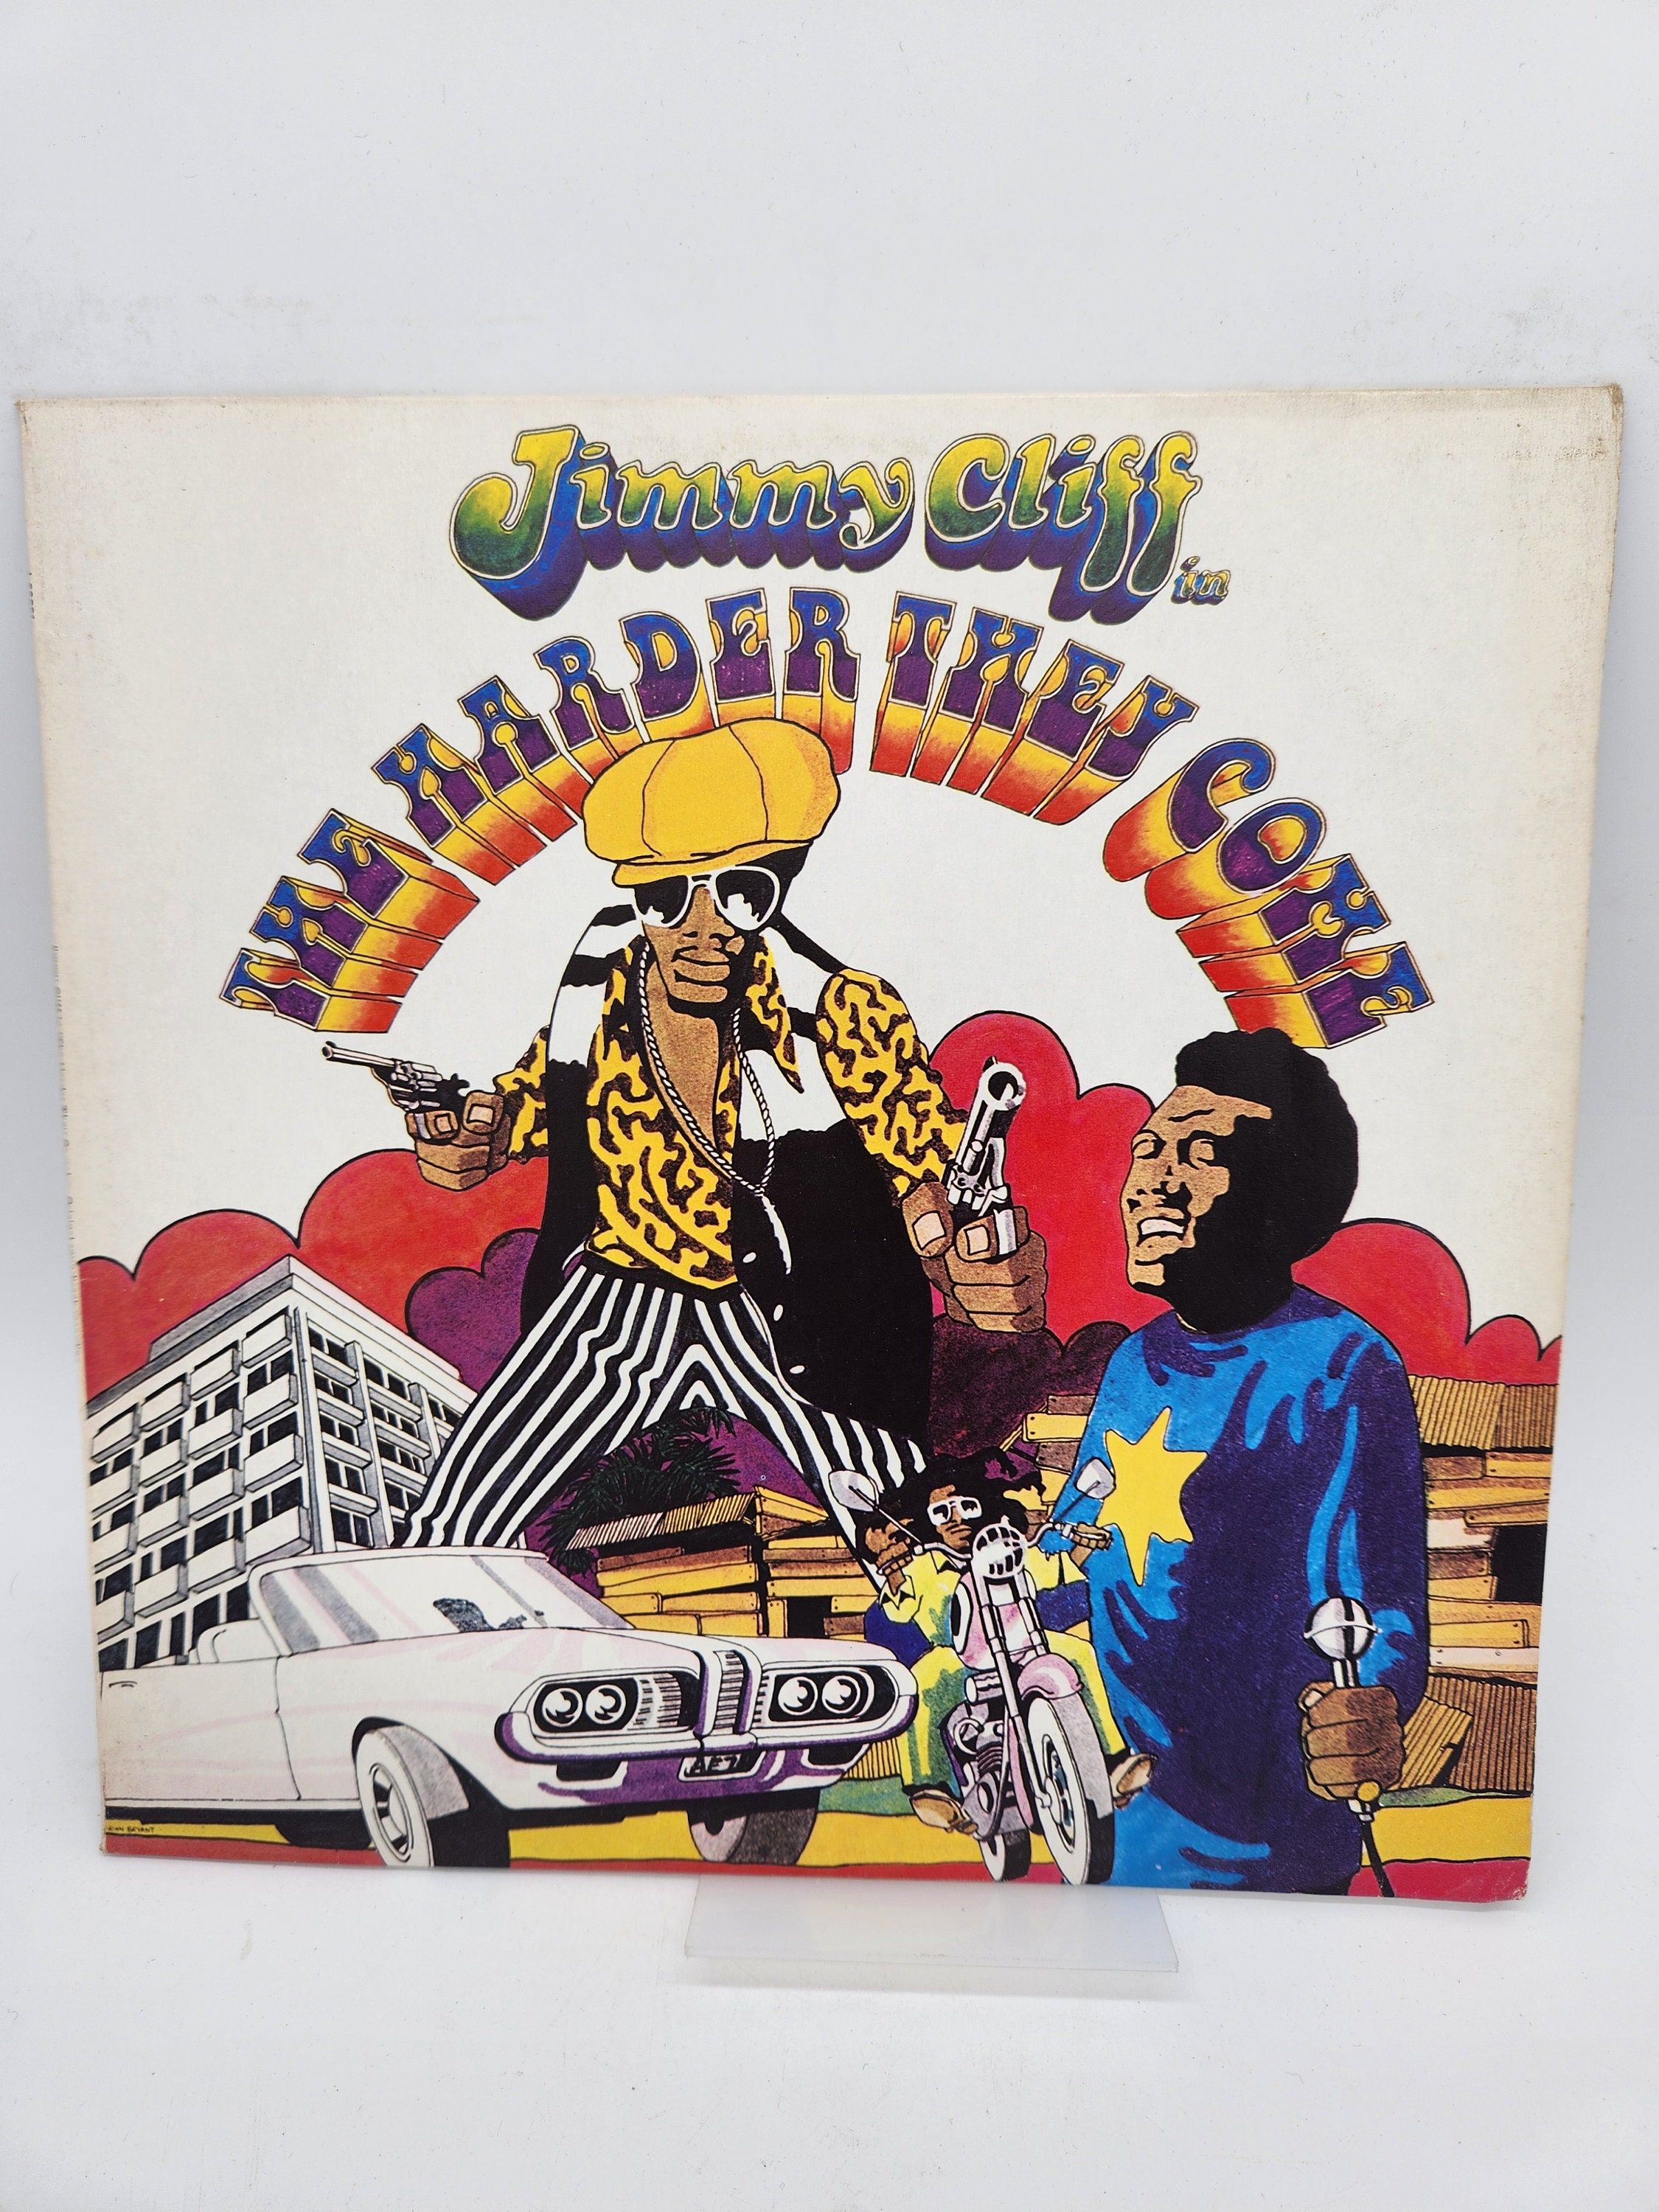 Jimmy Cliff
in
THE HARDER THEY COME